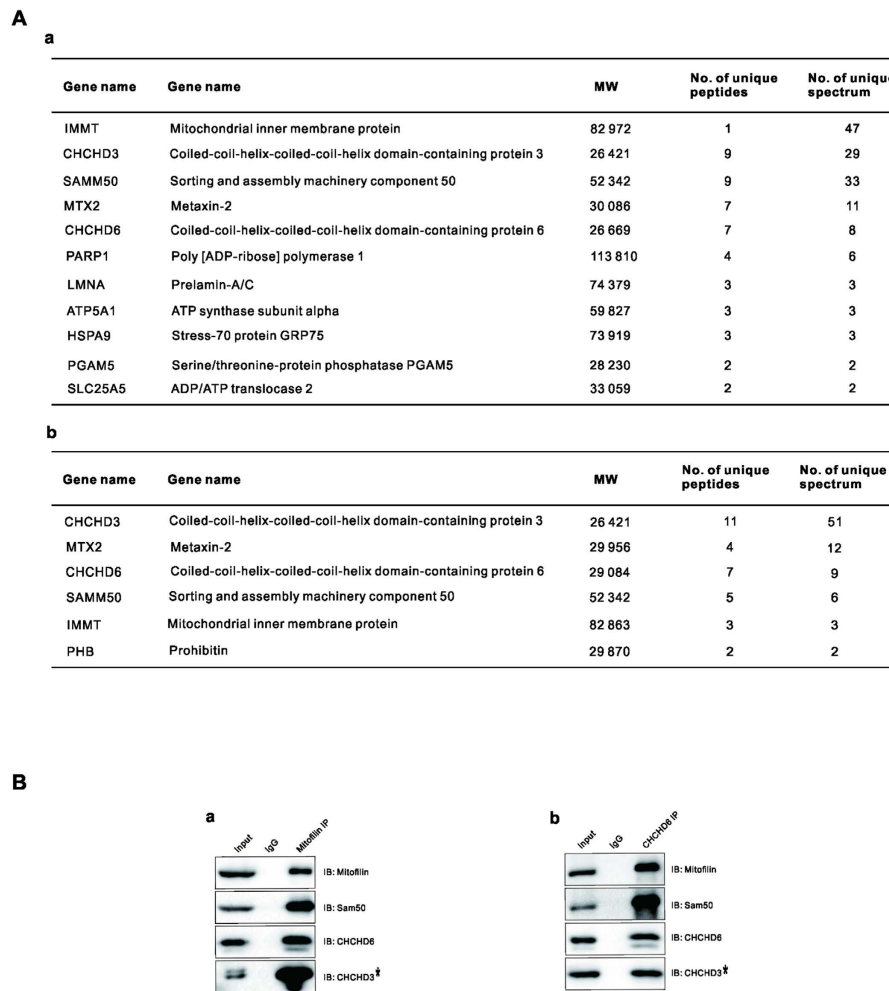 A
a
Gene name Gene name MW No. of unique peptides No. of unique spectrum
IMMT Mitochondrial inner membrane protein 82 972 1 47
CHCHD3 Coiled-coil-helix-coiled-coil-helix domain-containing protein 3 26 421 9 29
SAMM50 Sorting and assembly machinery component 50 52 342 9 33
MTX2 Metaxin-2 30 086 7 11
CHCHD6 Coiled-coil-helix-coiled-coil-helix domain-containing protein 6 26 669 7 8
PARP1 Poly [ADP-ribose] polymerase 1 113 810 4 6
LMNA Prelamin-A/C 74 379 3 3
ATP5A1 ATP synthase subunit alpha 59 827 3 3
HSPA9 Stress-70 protein GRP75 73 919 3 3
PGAM5 Serine/threonine-protein phosphatase PGAM5 28 230 2 2
SLC25A5 ADP/ATP translocase 2 33 059 2 2
b
Gene name Gene name MW No. of unique peptides No. of unique spectrum
CHCHD3 Coiled-coil-helix-coiled-coil-helix domain-containing protein 3 26 421 11 51
MTX2 Metaxin-2 29 956 4 12
CHCHD6 Coiled-coil-helix-coiled-coil-helix domain-containing protein 6 29 084 7 9
SAMM50 Sorting and assembly machinery component 50 52 342 5 6
IMMT Mitochondrial inner membrane protein 82 863 3 3
PHB Prohibitin 29 870 2 2
B
a
Input IgG Mitofilin IP
IB: Mitofilin
IB: Sam50
IB: CHCHD6
IB: CHCHD3*
b
Input IgG CHCHD6 IP
IB: Mitofilin
IB: Sam50
IB: CHCHD6
IB: CHCHD3*